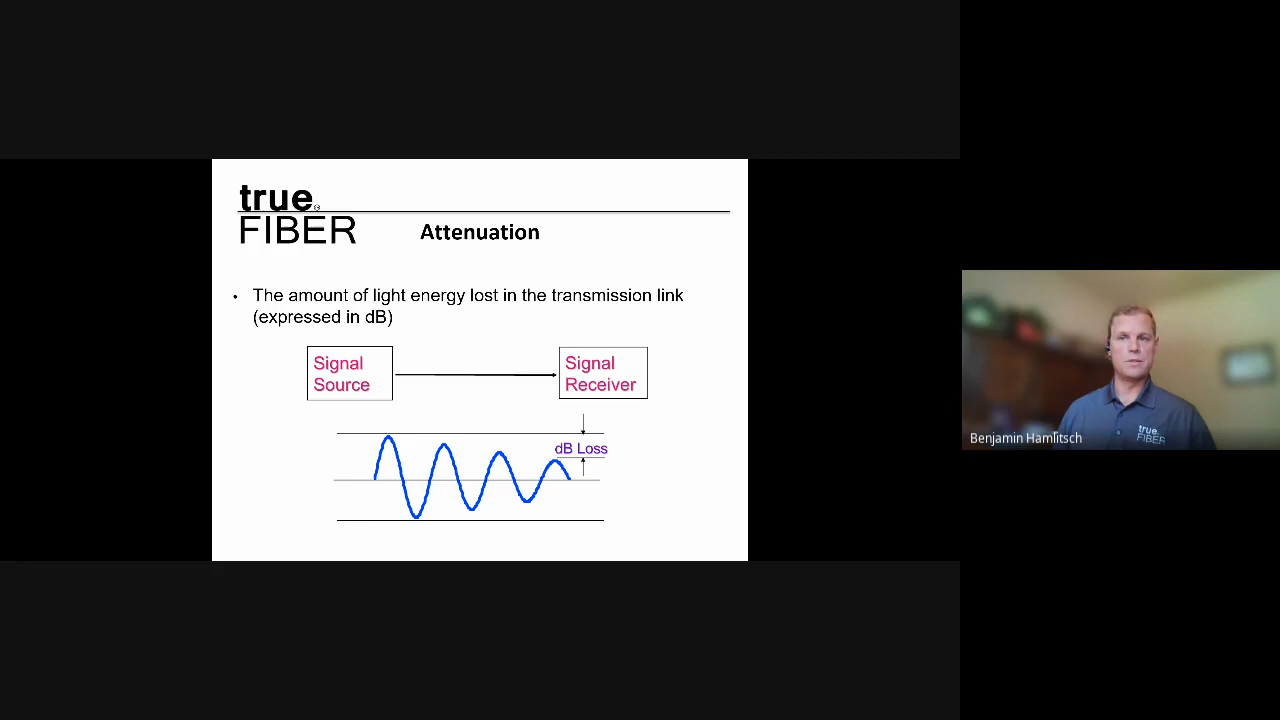 true®
FIBER
Attenuation
• The amount of light energy lost in the transmission link
(expressed in dB)
Signal
Source
Signal
Receiver
dB Loss
Benjamin Hamlitsch
true.
FIBER